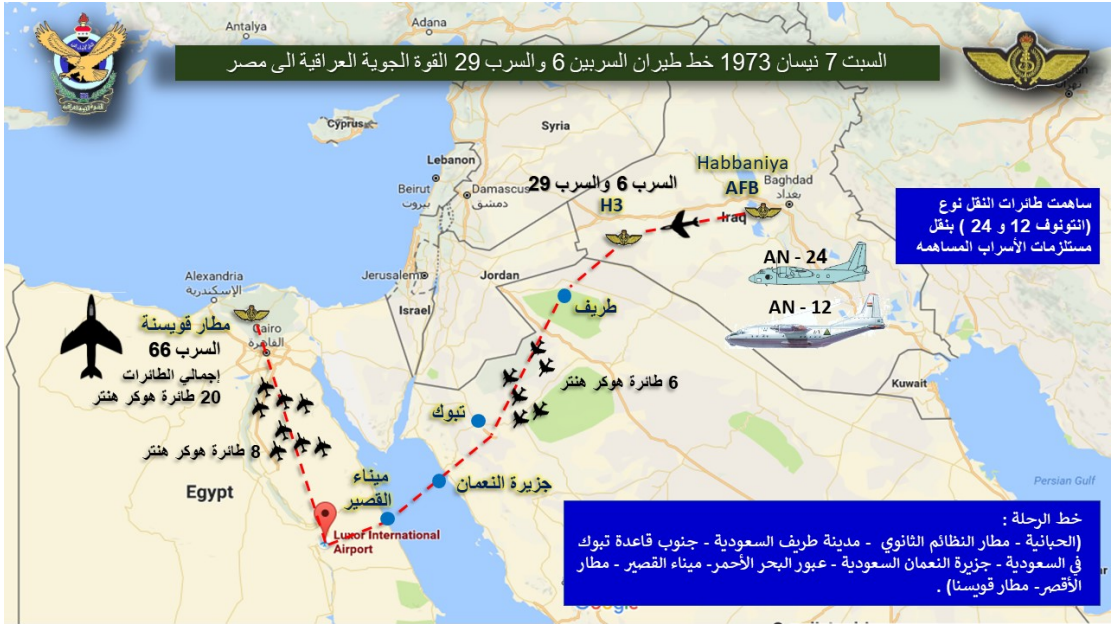 السبت 7 نيسان 1973 خط طيران السربين 6 والسرب 29 القوة الجوية العراقية الى مصر
Antalya
Adana
Cyprus
Syria
Lebanon
Beirut
بيروت
Damascus
دمشق
السرب 6 والسرب 29
H3
Habbaniya
AFB
Baghdad
بغداد
Iraq
ساهمت طائرات النقل نوع
(انتونوف 12 و 24 ) بنقل
مستلزمات الأسراب المساهمه
AN - 24
AN - 12
Alexandria
الإسكندرية
Jerusalem
Jordan
Israel
طريف
مطار قويسنة
Cairo
القاهرة
السرب 66
إجمالي الطائرات
20 طائرة هوكر هنتر
6 طائرة هوكر هنتر
Kuwait
تبوك
8 طائرة هوكر هنتر
ميناء
القصير
جزيرة النعمان
Egypt
Persian Gulf
Luxor International
Airport
خط الرحلة :
(الحبانية - مطار النظائم الثانوي - مدينة طريف السعودية - جنوب قاعدة تبوك
في السعودية - جزيرة النعمان السعودية - عبور البحر الأحمر- ميناء القصير - مطار
الأقصر- مطار قويسنا) .